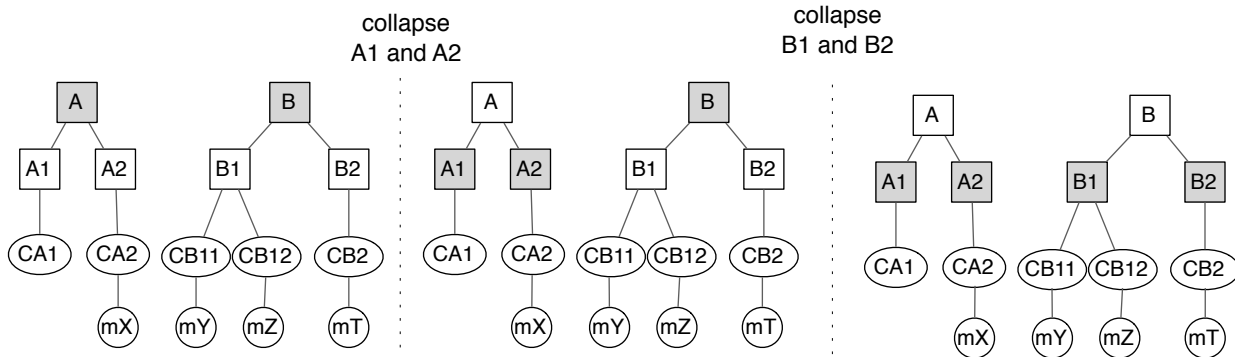 collapse
A1 and A2
collapse
B1 and B2
A B
A1 A2 B1 B2
CA1 CA2 CB11 CB12 CB2
mX mY mZ mT
A B
A1 A2 B1 B2
CA1 CA2 CB11 CB12 CB2
mX mY mZ mT
A B
A1 A2 B1 B2
CA1 CA2 CB11 CB12 CB2
mX mY mZ mT